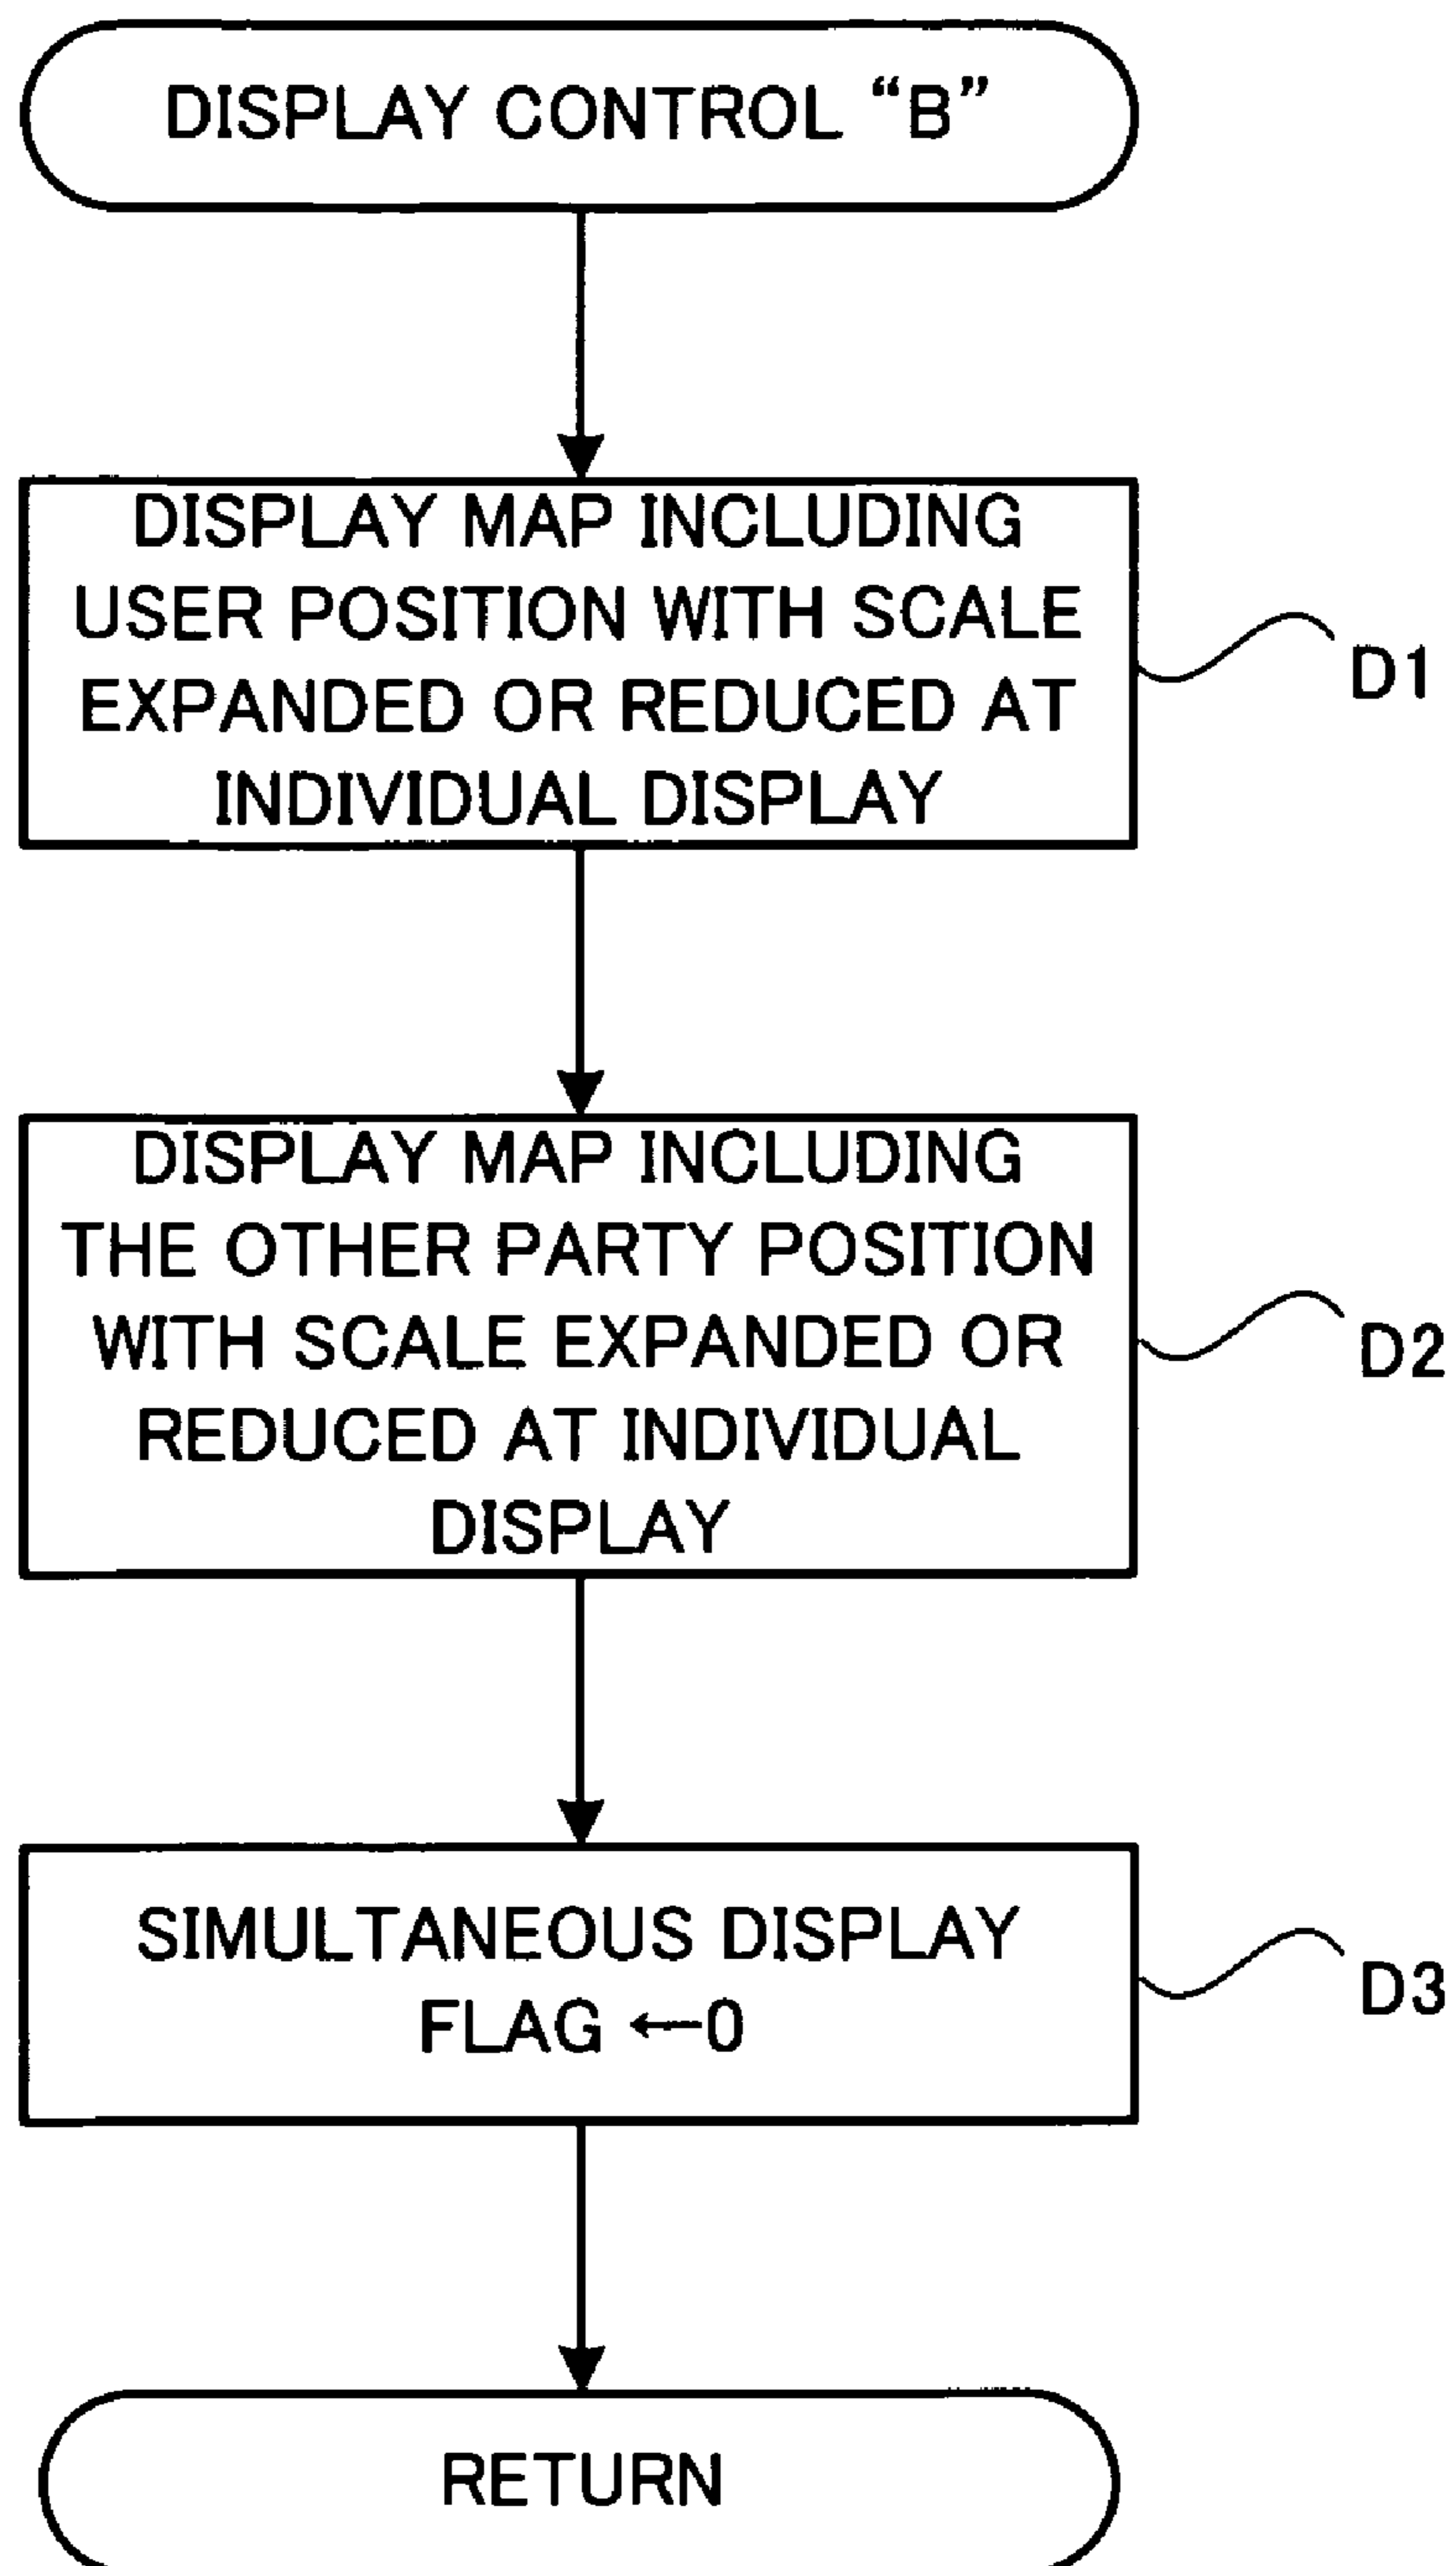 DISPLAY CONTROL “B”
DISPLAY MAP INCLUDING
USER POSITION WITH SCALE
EXPANDED OR REDUCED AT
INDIVIDUAL DISPLAY
D1
DISPLAY MAP INCLUDING
THE OTHER PARTY POSITION
WITH SCALE EXPANDED OR
REDUCED AT INDIVIDUAL
DISPLAY
D2
SIMULTANEOUS DISPLAY
FLAG ←0
D3
RETURN